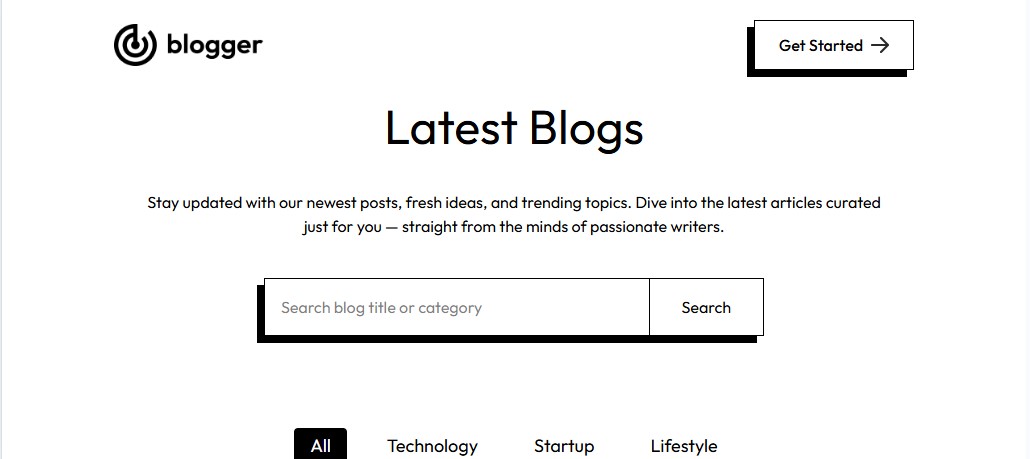 blogger
Get Started
Latest Blogs
Stay updated with our newest posts, fresh ideas, and trending topics. Dive into the latest articles curated
just for you — straight from the minds of passionate writers.
Search blog title or category
Search
All
Technology
Startup
Lifestyle